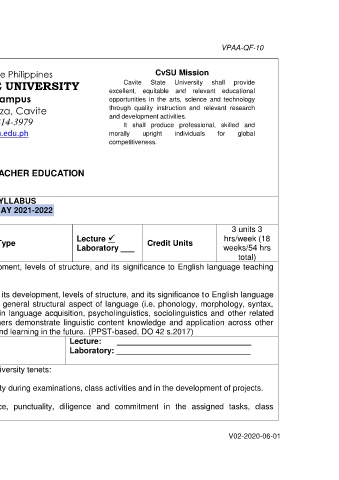 VPAA-QF-10
e Philippines
CvSU Mission
Cavite State University shall provide
excellent, equitable and relevant educational
opportunities in the arts, science and technology
through quality instruction and relevant research
and development activities.
It shall produce professional, skilled and
morally upright individuals for global
competitiveness.
E UNIVERSITY
ampus
za, Cavite
14-3979
u.edu.ph
ACHER EDUCATION
YLLABUS
AY 2021-2022
Type
Lecture ✓
Laboratory ___
Credit Units
3 units 3
hrs/week (18
weeks/54 hrs
total)
pment, levels of structure, and its significance to English language teaching
its development, levels of structure, and its significance to English language
general structural aspect of language (i.e, phonology, morphology, syntax,
in language acquisition, psycholinguistics, sociolinguistics and other related
hers demonstrate linguistic content knowledge and application across other
nd learning in the future. (PPST-based, DO 42 s.2017)
Lecture: ____________________
Laboratory: ____________________
iversity tenets:
ty during examinations, class activities and in the development of projects.
ce, punctuality, diligence and commitment in the assigned tasks, class
V02-2020-06-01